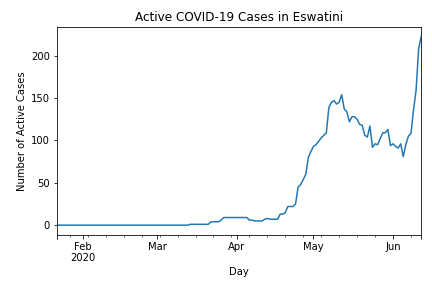 Active COVID-19 Cases in Eswatini
Number of Active Cases
200
150
100
50
0
Feb
2020
Mar
Apr
May
Jun
Day